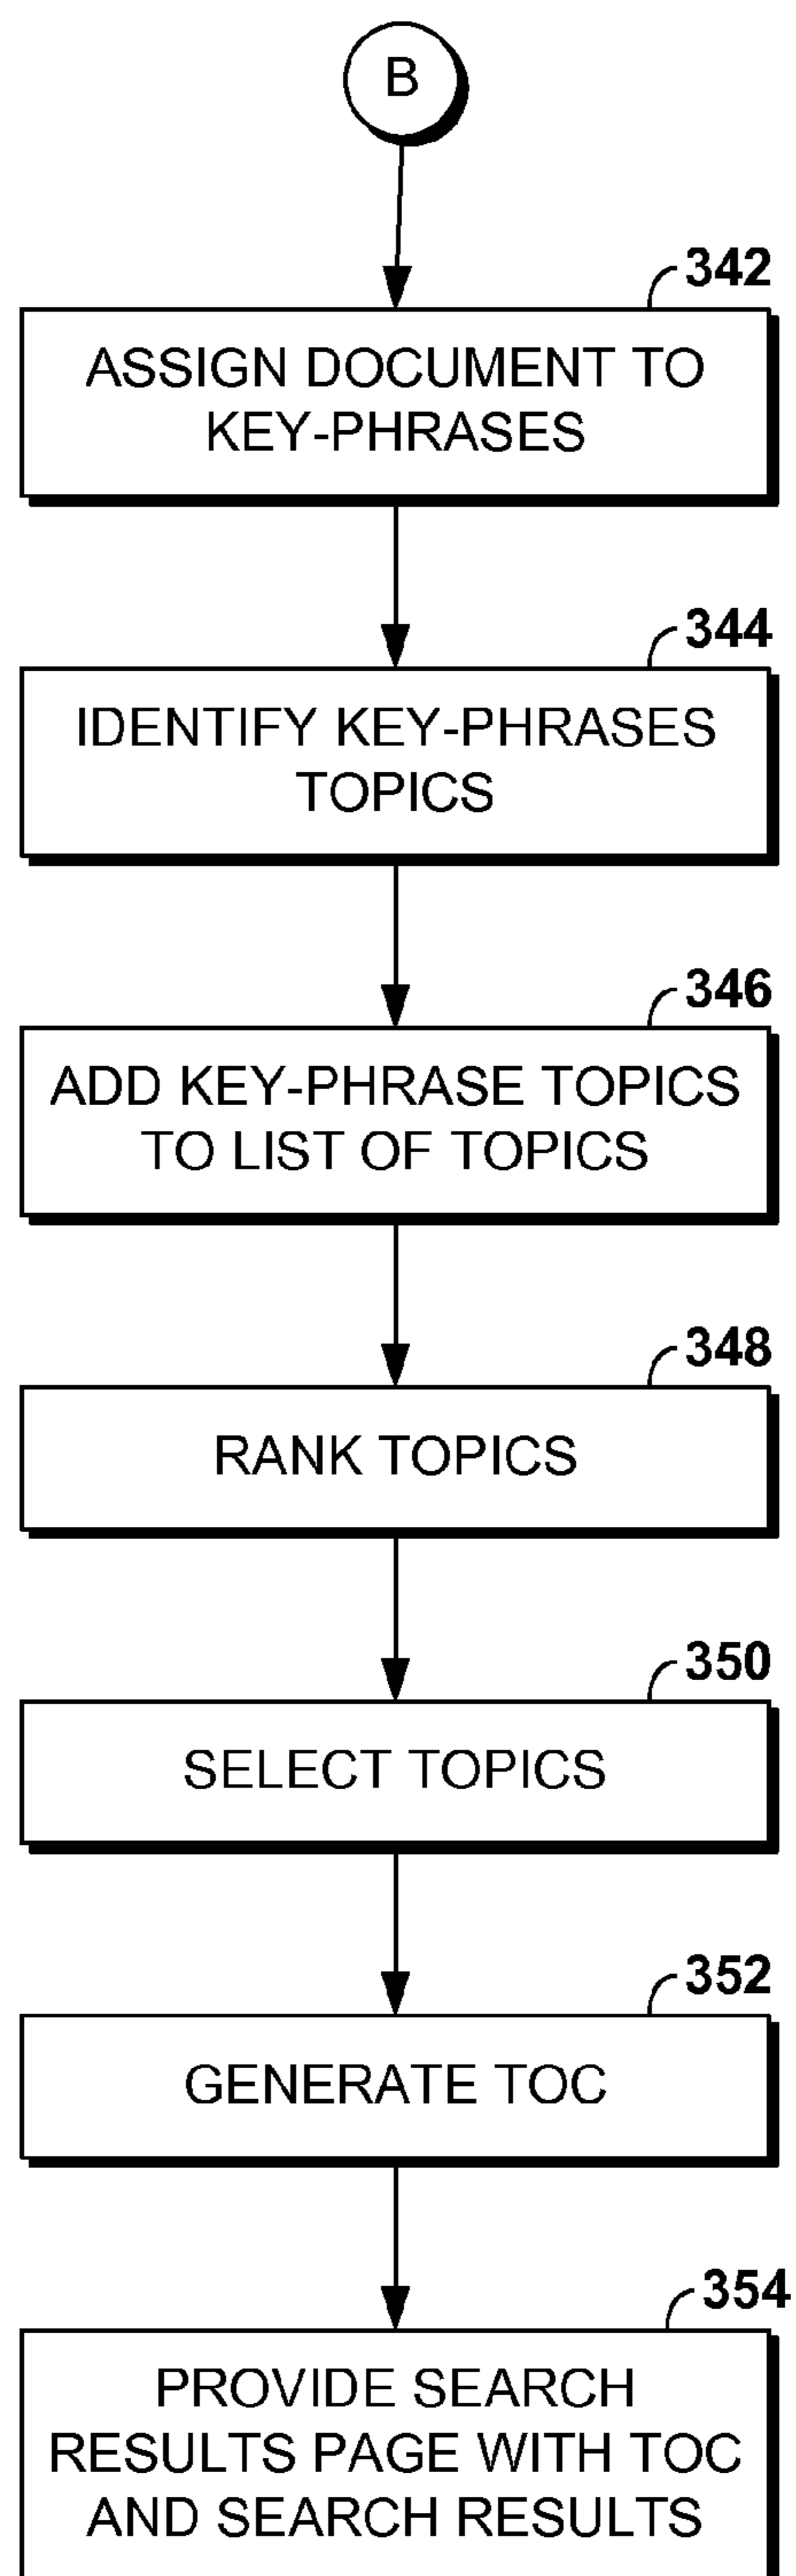 B
342
ASSIGN DOCUMENT TO
KEY-PHRASES
344
IDENTIFY KEY-PHRASES
TOPICS
346
ADD KEY-PHRASE TOPICS
TO LIST OF TOPICS
348
RANK TOPICS
350
SELECT TOPICS
352
GENERATE TOC
354
PROVIDE SEARCH
RESULTS PAGE WITH TOC
AND SEARCH RESULTS